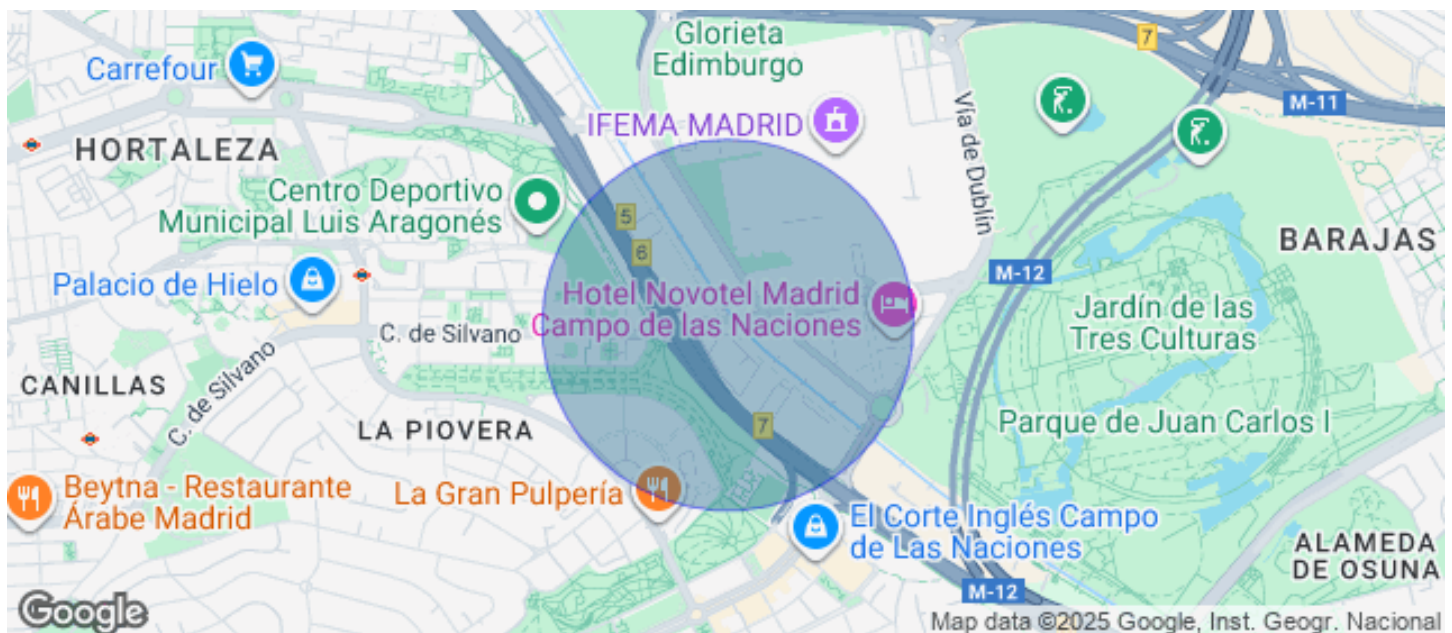 Glorieta
Edimburgo
7
Carrefour
M-11
IFEMA MADRID
HORTALEZA
Vía de Dublín
Centro Deportivo
Municipal Luis Aragonés
5
6
BARAJAS
M-12
Palacio de Hielo
Hotel Novotel Madrid
Campo de las Naciones
Jardín de las
Tres Culturas
C. de Silvano
CANILLAS
C. de Silvano
LA PIOVERA
7
Parque de Juan Carlos I
Beytna - Restaurante
Árabe Madrid
La Gran Pulpería
El Corte Inglés Campo
de Las Naciones
ALAMEDA
DE OSUNA
M-12
Google
Map data ©2025 Google, Inst. Geogr. Nacional